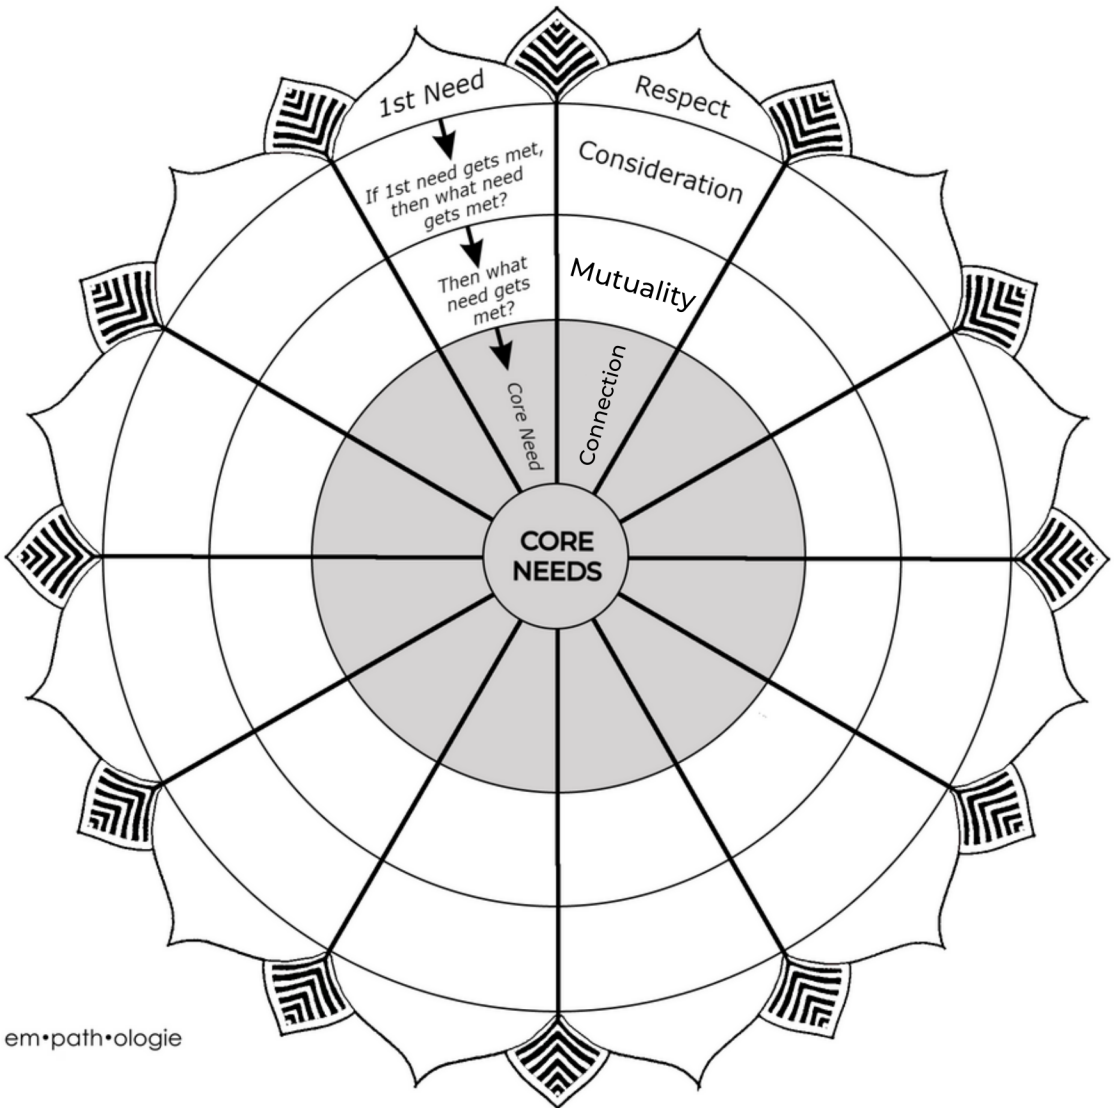 1st Need
If 1st need gets met,
then what need
gets met?
Then what
need gets
met?
Core Need
Respect
Consideration
Mutuality
Connection
CORE
NEEDS
em•path•ologie